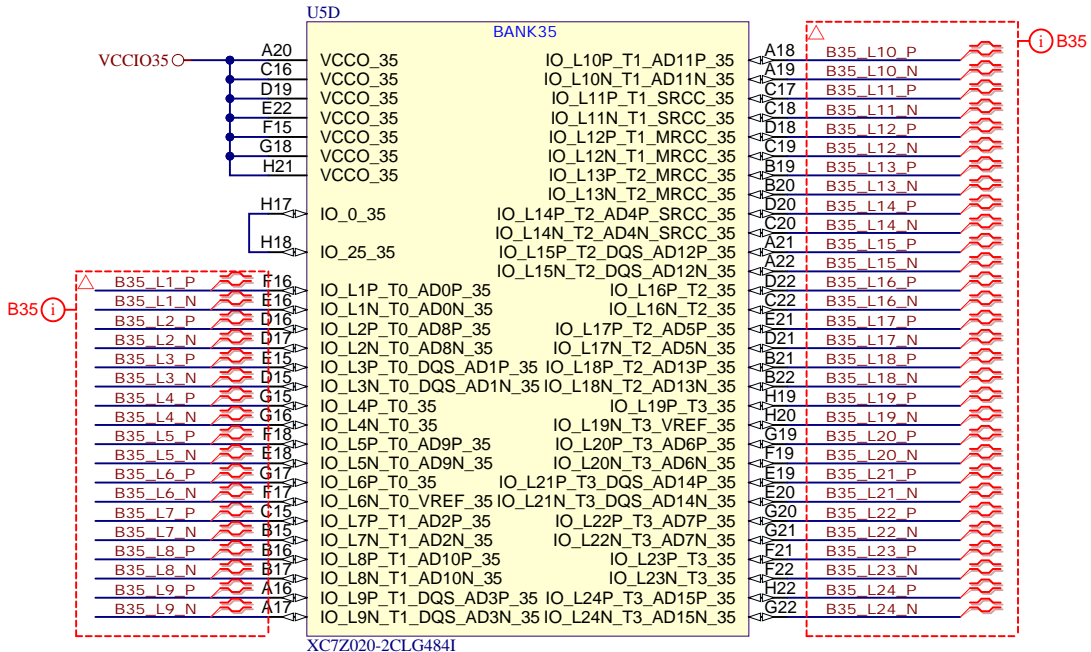 U5D
BANK35
VCCIO35
A20 VCCO_35
C16 VCCO_35
D19 VCCO_35
E22 VCCO_35
F15 VCCO_35
G18 VCCO_35
H21 VCCO_35
H17 IO_0_35
H18 IO_25_35
B35
B35_L1_P F16 IO_L1P_T0_AD0P_35
B35_L1_N E16 IO_L1N_T0_AD0N_35
B35_L2_P D16 IO_L2P_T0_AD8P_35
B35_L2_N D17 IO_L2N_T0_AD8N_35
B35_L3_P E15 IO_L3P_T0_DQS_AD1P_35
B35_L3_N D15 IO_L3N_T0_DQS_AD1N_35
B35_L4_P G15 IO_L4P_T0_35
B35_L4_N G16 IO_L4N_T0_35
B35_L5_P F18 IO_L5P_T0_AD9P_35
B35_L5_N E18 IO_L5N_T0_AD9N_35
B35_L6_P G17 IO_L6P_T0_35
B35_L6_N F17 IO_L6N_T0_VREF_35
B35_L7_P C15 IO_L7P_T1_AD2P_35
B35_L7_N B15 IO_L7N_T1_AD2N_35
B35_L8_P B16 IO_L8P_T1_AD10P_35
B35_L8_N B17 IO_L8N_T1_AD10N_35
B35_L9_P A16 IO_L9P_T1_DQS_AD3P_35
B35_L9_N A17 IO_L9N_T1_DQS_AD3N_35
IO_L10P_T1_AD11P_35 A18 B35_L10_P
IO_L10N_T1_AD11N_35 A19 B35_L10_N
IO_L11P_T1_SRCC_35 C17 B35_L11_P
IO_L11N_T1_SRCC_35 C18 B35_L11_N
IO_L12P_T1_MRCC_35 D18 B35_L12_P
IO_L12N_T1_MRCC_35 C19 B35_L12_N
IO_L13P_T2_MRCC_35 B19 B35_L13_P
IO_L13N_T2_MRCC_35 B20 B35_L13_N
IO_L14P_T2_AD4P_SRCC_35 D20 B35_L14_P
IO_L14N_T2_AD4N_SRCC_35 C20 B35_L14_N
IO_L15P_T2_DQS_AD12P_35 A21 B35_L15_P
IO_L15N_T2_DQS_AD12N_35 A22 B35_L15_N
IO_L16P_T2_35 D22 B35_L16_P
IO_L16N_T2_35 C22 B35_L16_N
IO_L17P_T2_AD5P_35 E21 B35_L17_P
IO_L17N_T2_AD5N_35 D21 B35_L17_N
IO_L18P_T2_AD13P_35 B21 B35_L18_P
IO_L18N_T2_AD13N_35 B22 B35_L18_N
IO_L19P_T3_35 H19 B35_L19_P
IO_L19N_T3_VREF_35 H20 B35_L19_N
IO_L20P_T3_AD6P_35 G19 B35_L20_P
IO_L20N_T3_AD6N_35 F19 B35_L20_N
IO_L21P_T3_DQS_AD14P_35 E19 B35_L21_P
IO_L21N_T3_DQS_AD14N_35 E20 B35_L21_N
IO_L22P_T3_AD7P_35 G20 B35_L22_P
IO_L22N_T3_AD7N_35 G21 B35_L22_N
IO_L23P_T3_35 F21 B35_L23_P
IO_L23N_T3_35 F22 B35_L23_N
IO_L24P_T3_AD15P_35 H22 B35_L24_P
IO_L24N_T3_AD15N_35 G22 B35_L24_N
i B35
i
XC7Z020-2CLG484I